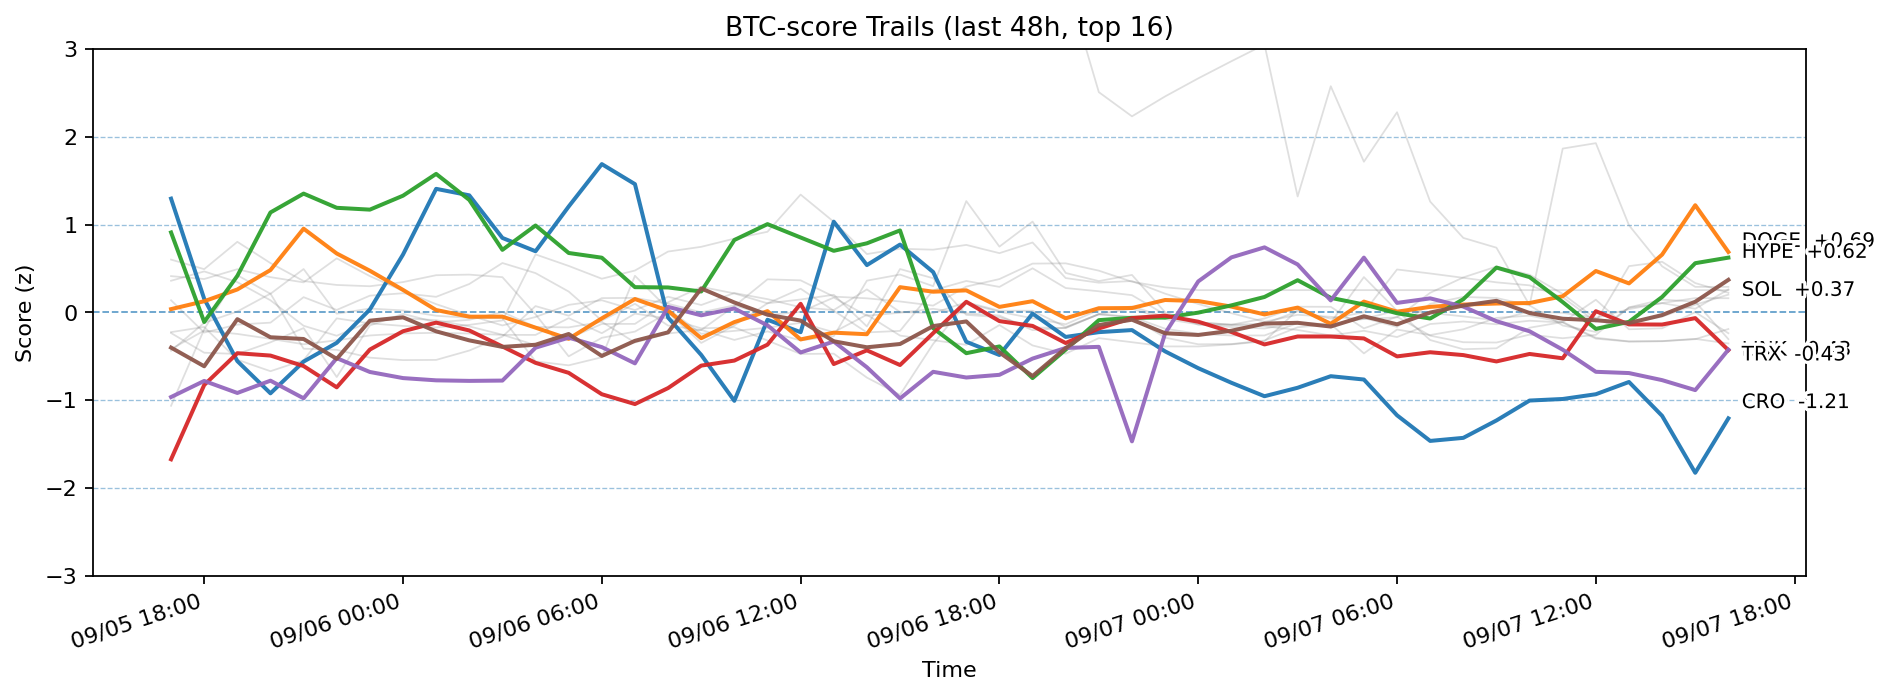 BTC-score Trails (last 48h, top 16)
Score (z)
3
2
1
0
−1
−2
−3
DOGE +0.69
HYPE +0.62
SOL +0.37
TRX -0.43
CRO -1.21
09/05 18:00
09/06 00:00
09/06 06:00
09/06 12:00
09/06 18:00
09/07 00:00
09/07 06:00
09/07 12:00
09/07 18:00
Time